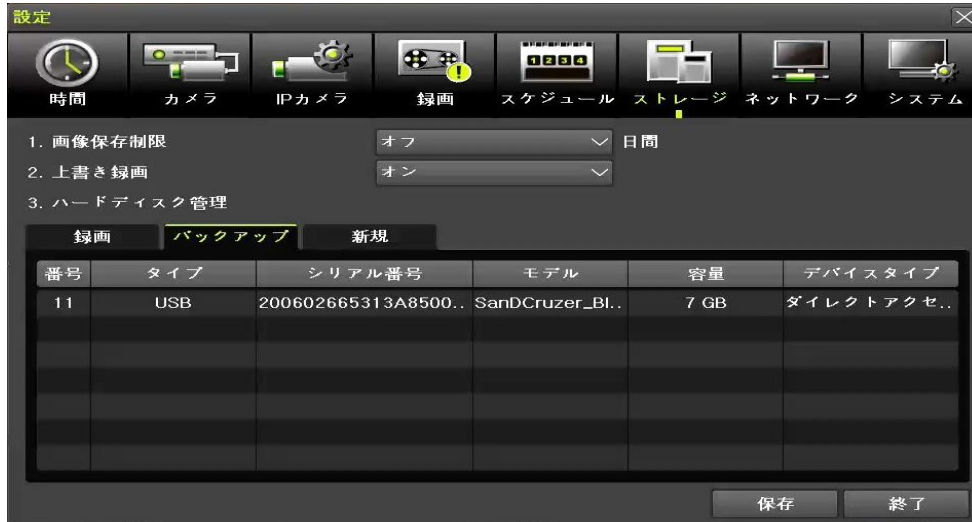 設定
時間 カメラ IPカメラ 録画 1 2 3 4 スケジュール ストレージ ネットワーク システム
1. 画像保存制限 オフ 日間
2. 上書き録画 オン
3. ハードディスク管理
録画 バックアップ 新規
番号 タイプ シリアル番号 モデル 容量 デバイスタイプ
11 USB 200602665313A8500.. SanDCruzer_Bl.. 7 GB ダイレクトアクセ..
保存 終了